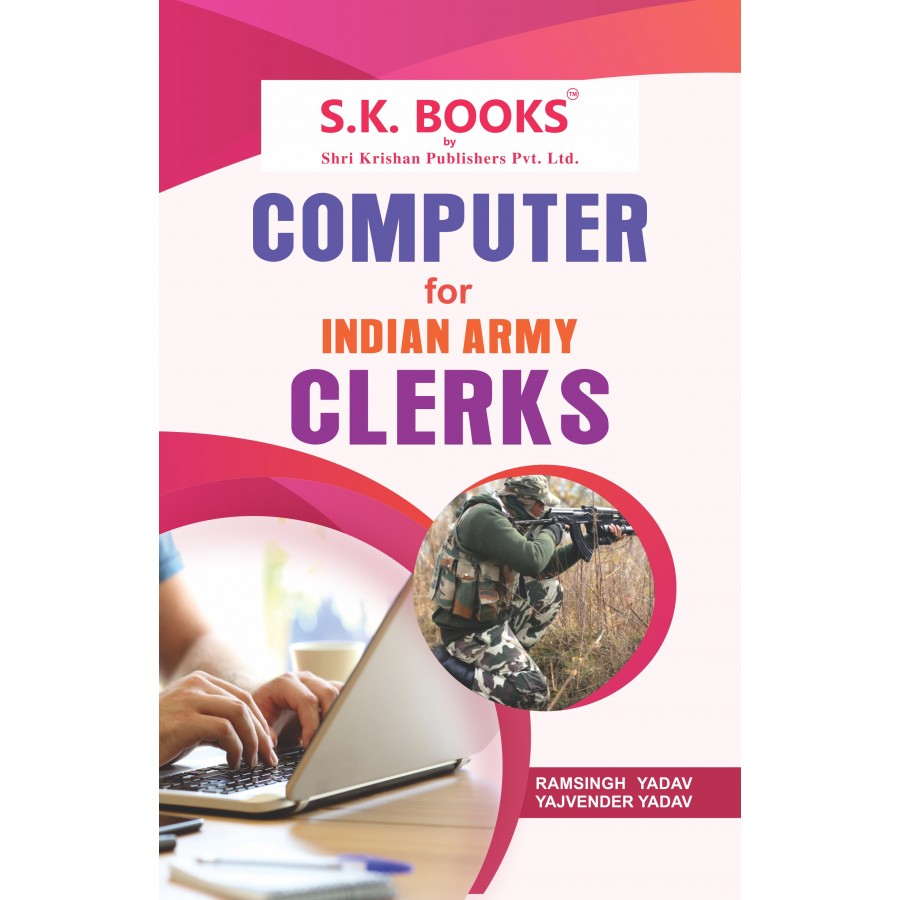 S.K. BOOKS™
by
Shri Krishan Publishers Pvt. Ltd.
COMPUTER
for
INDIAN ARMY
CLERKS
RAMSINGH YADAV
YAJVENDER YADAV